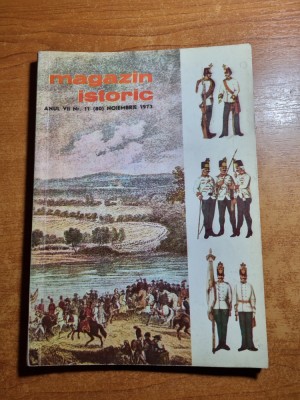 magazin
istoric
ANUL VII NR. 11 (80) NOIEMBRIE 1973